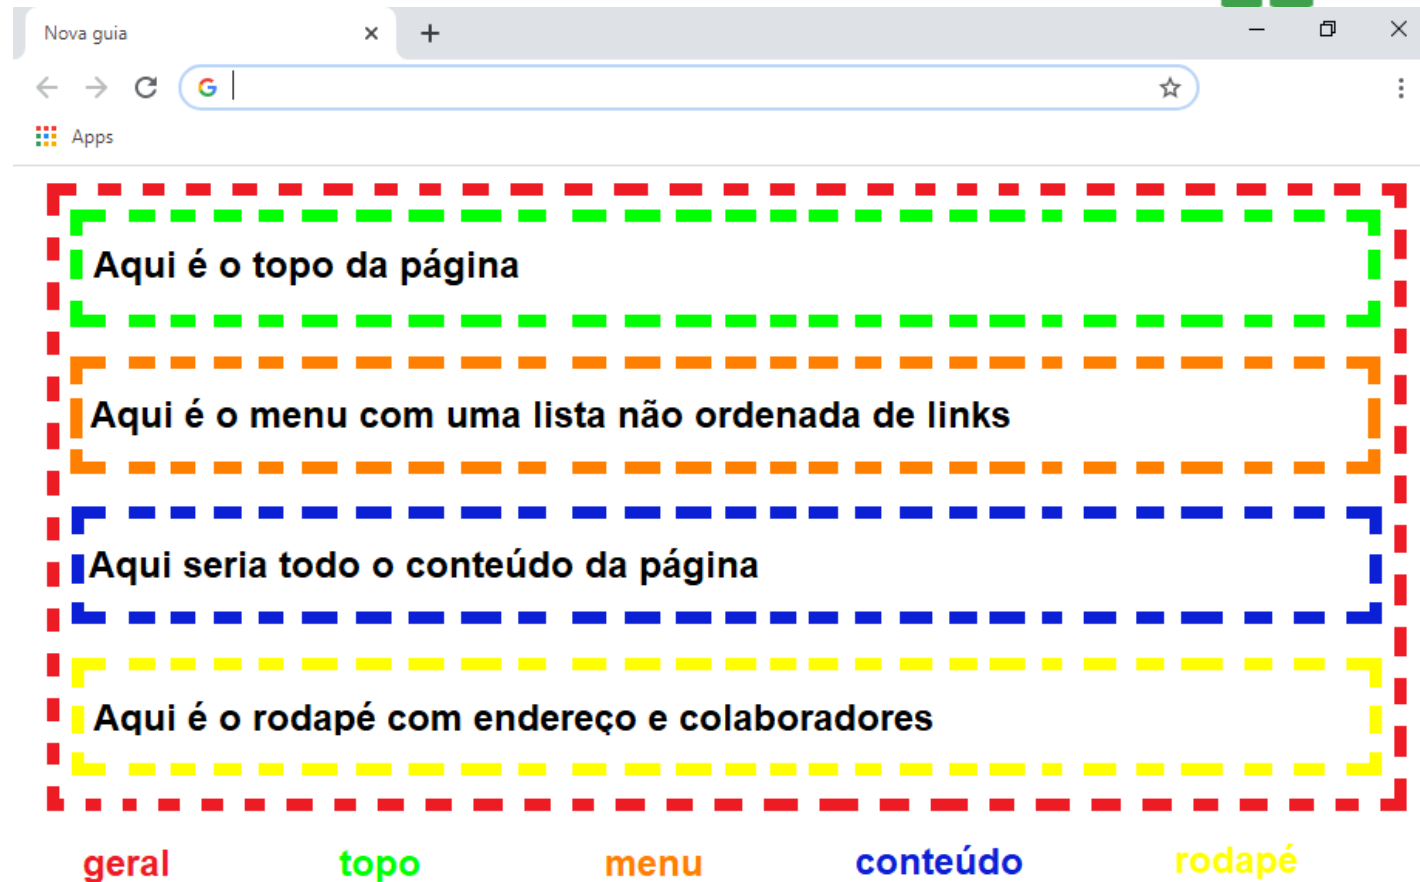 Nova guia
Apps
Aqui é o topo da página
Aqui é o menu com uma lista não ordenada de links
Aqui seria todo o conteúdo da página
Aqui é o rodapé com endereço e colaboradores
geral topo menu conteúdo rodapé